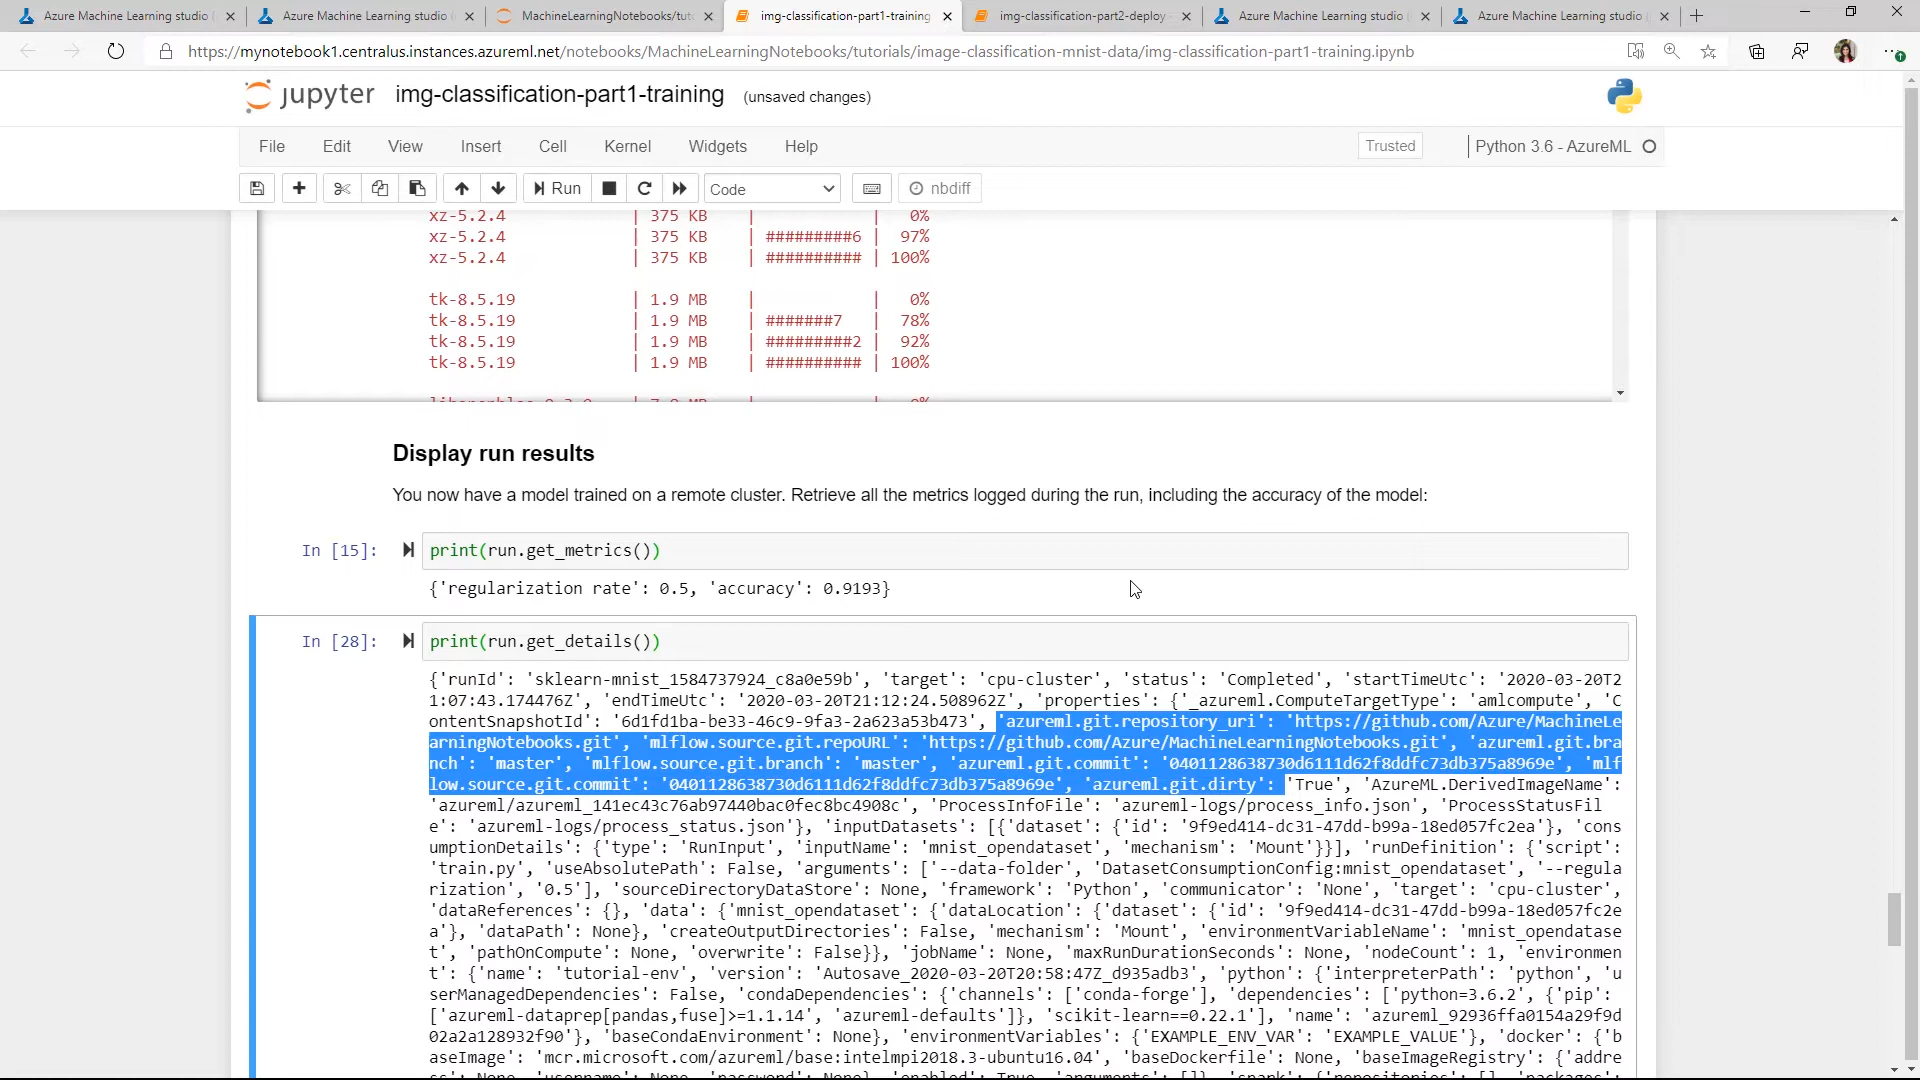 Azure Machine Learning studio (
Azure Machine Learning studio (
MachineLearningNotebooks/tuto
img-classification-part1-training
img-classification-part2-deploy -
Azure Machine Learning studio (
Azure Machine Learning studio (
https://mynotebook1.centralus.instances.azureml.net/notebooks/MachineLearningNotebooks/tutorials/image-classification-mnist-data/img-classification-part1-training.ipynb
jupyter img-classification-part1-training (unsaved changes)
File Edit View Insert Cell Kernel Widgets Help Trusted | Python 3.6 - AzureML
Run Code nbdiff
xz-5.2.4 | 375 KB | | 0%
xz-5.2.4 | 375 KB | #########6 | 97%
xz-5.2.4 | 375 KB | ########## | 100%
tk-8.5.19 | 1.9 MB | | 0%
tk-8.5.19 | 1.9 MB | #######7 | 78%
tk-8.5.19 | 1.9 MB | #########2 | 92%
tk-8.5.19 | 1.9 MB | ########## | 100%
Display run results
You now have a model trained on a remote cluster. Retrieve all the metrics logged during the run, including the accuracy of the model:
In [15]: print(run.get_metrics())
{'regularization rate': 0.5, 'accuracy': 0.9193}
In [28]: print(run.get_details())
{'runId': 'sklearn-mnist_1584737924_c8a0e59b', 'target': 'cpu-cluster', 'status': 'Completed', 'startTimeUtc': '2020-03-20T2
1:07:43.174476Z', 'endTimeUtc': '2020-03-20T21:12:24.508962Z', 'properties': {'_azureml.ComputeTargetType': 'amlcompute', 'C
ontentSnapshotId': '6d1fd1ba-be33-46c9-9fa3-2a623a53b473', 'azureml.git.repository_uri': 'https://github.com/Azure/MachineLe
arningNotebooks.git', 'mlflow.source.git.repoURL': 'https://github.com/Azure/MachineLearningNotebooks.git', 'azureml.git.bra
nch': 'master', 'mlflow.source.git.branch': 'master', 'azureml.git.commit': '0401128638730d6111d62f8ddfc73db375a8969e', 'mlf
low.source.git.commit': '0401128638730d6111d62f8ddfc73db375a8969e', 'azureml.git.dirty': 'True', 'AzureML.DerivedImageName':
'azureml/azureml_141ec43c76ab97440bac0fec8bc4908c', 'ProcessInfoFile': 'azureml-logs/process_info.json', 'ProcessStatusFil
e': 'azureml-logs/process_status.json'}, 'inputDatasets': [{'dataset': {'id': '9f9ed414-dc31-47dd-b99a-18ed057fc2ea'}, 'cons
umptionDetails': {'type': 'RunInput', 'inputName': 'mnist_opendataset', 'mechanism': 'Mount'}}], 'runDefinition': {'script':
'train.py', 'useAbsolutePath': False, 'arguments': ['--data-folder', 'DatasetConsumptionConfig:mnist_opendataset', '--regula
rization', '0.5'], 'sourceDirectoryDataStore': None, 'framework': 'Python', 'communicator': 'None', 'target': 'cpu-cluster',
'dataReferences': {}, 'data': {'mnist_opendataset': {'dataLocation': {'dataset': {'id': '9f9ed414-dc31-47dd-b99a-18ed057fc2e
a'}, 'dataPath': None}, 'createOutputDirectories': False, 'mechanism': 'Mount', 'environmentVariableName': 'mnist_opendatase
t', 'pathOnCompute': None, 'overwrite': False}}, 'jobName': None, 'maxRunDurationSeconds': None, 'nodeCount': 1, 'environmen
t': {'name': 'tutorial-env', 'version': 'Autosave_2020-03-20T20:58:47Z_d935adb3', 'python': {'interpreterPath': 'python', 'u
serManagedDependencies': False, 'condaDependencies': {'channels': ['conda-forge'], 'dependencies': ['python=3.6.2', {'pip':
['azureml-dataprep[pandas,fuse]>=1.1.14', 'azureml-defaults']}, 'scikit-learn==0.22.1'], 'name': 'azureml_92936ffa0154a29f9d
02a2a128932f90'}, 'baseCondaEnvironment': None}, 'environmentVariables': {'EXAMPLE_ENV_VAR': 'EXAMPLE_VALUE'}, 'docker': {'b
aseImage': 'mcr.microsoft.com/azureml/base:intelmpi2018.3-ubuntu16.04', 'baseDockerfile': None, 'baseImageRegistry': {'addre